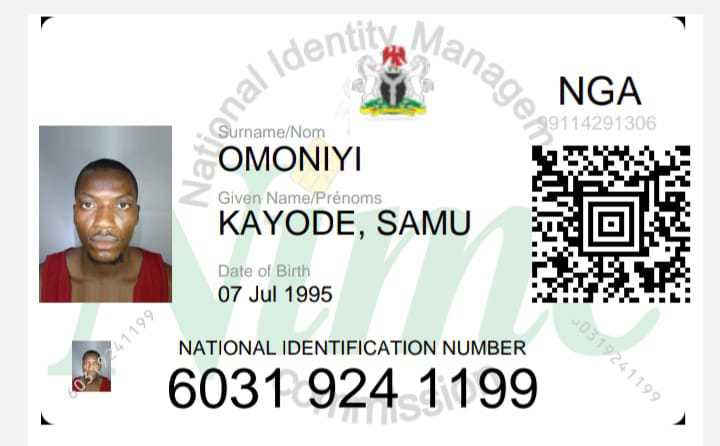 National Identity Managem
NGA
99114291306
Surname/Nom
OMONIYI
Given Name/Prénoms
KAYODE, SAMU
Date of Birth
07 Jul 1995
nimc
60319241199
60319241199
NATIONAL IDENTIFICATION NUMBER
6031 924 1199
Commission